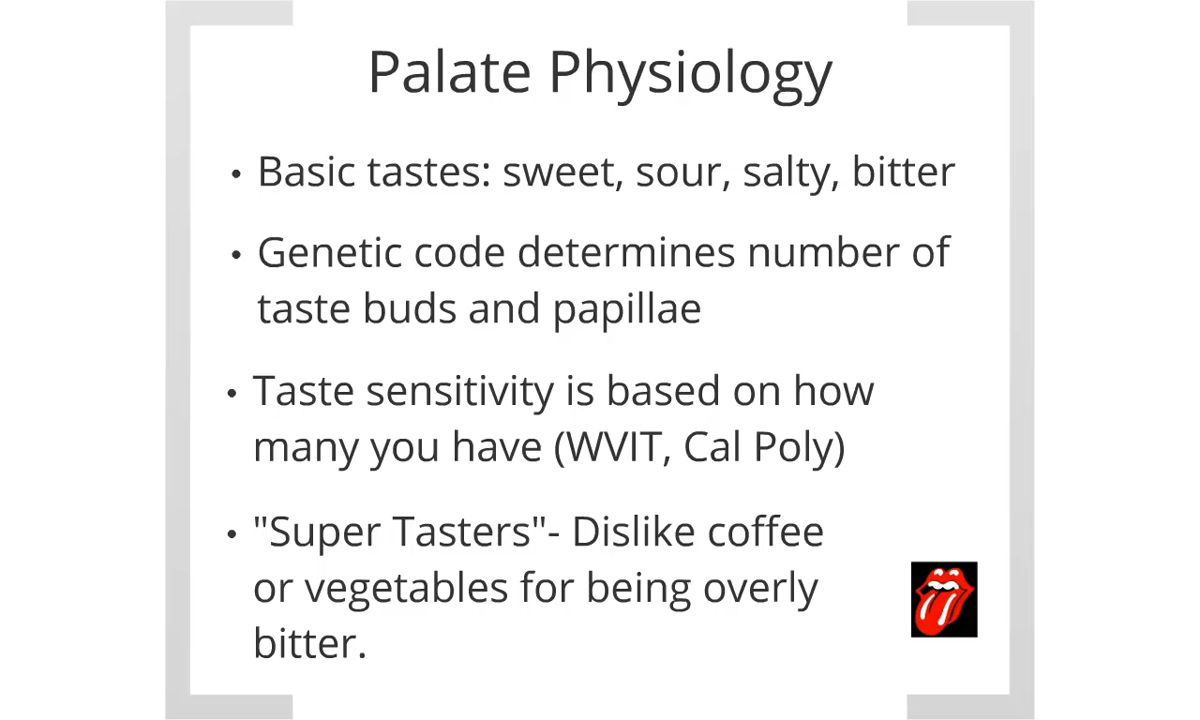 Palate Physiology
• Basic tastes: sweet, sour, salty, bitter
• Genetic code determines number of
taste buds and papillae
• Taste sensitivity is based on how
many you have (WVIT, Cal Poly)
• "Super Tasters"- Dislike coffee
or vegetables for being overly
bitter.